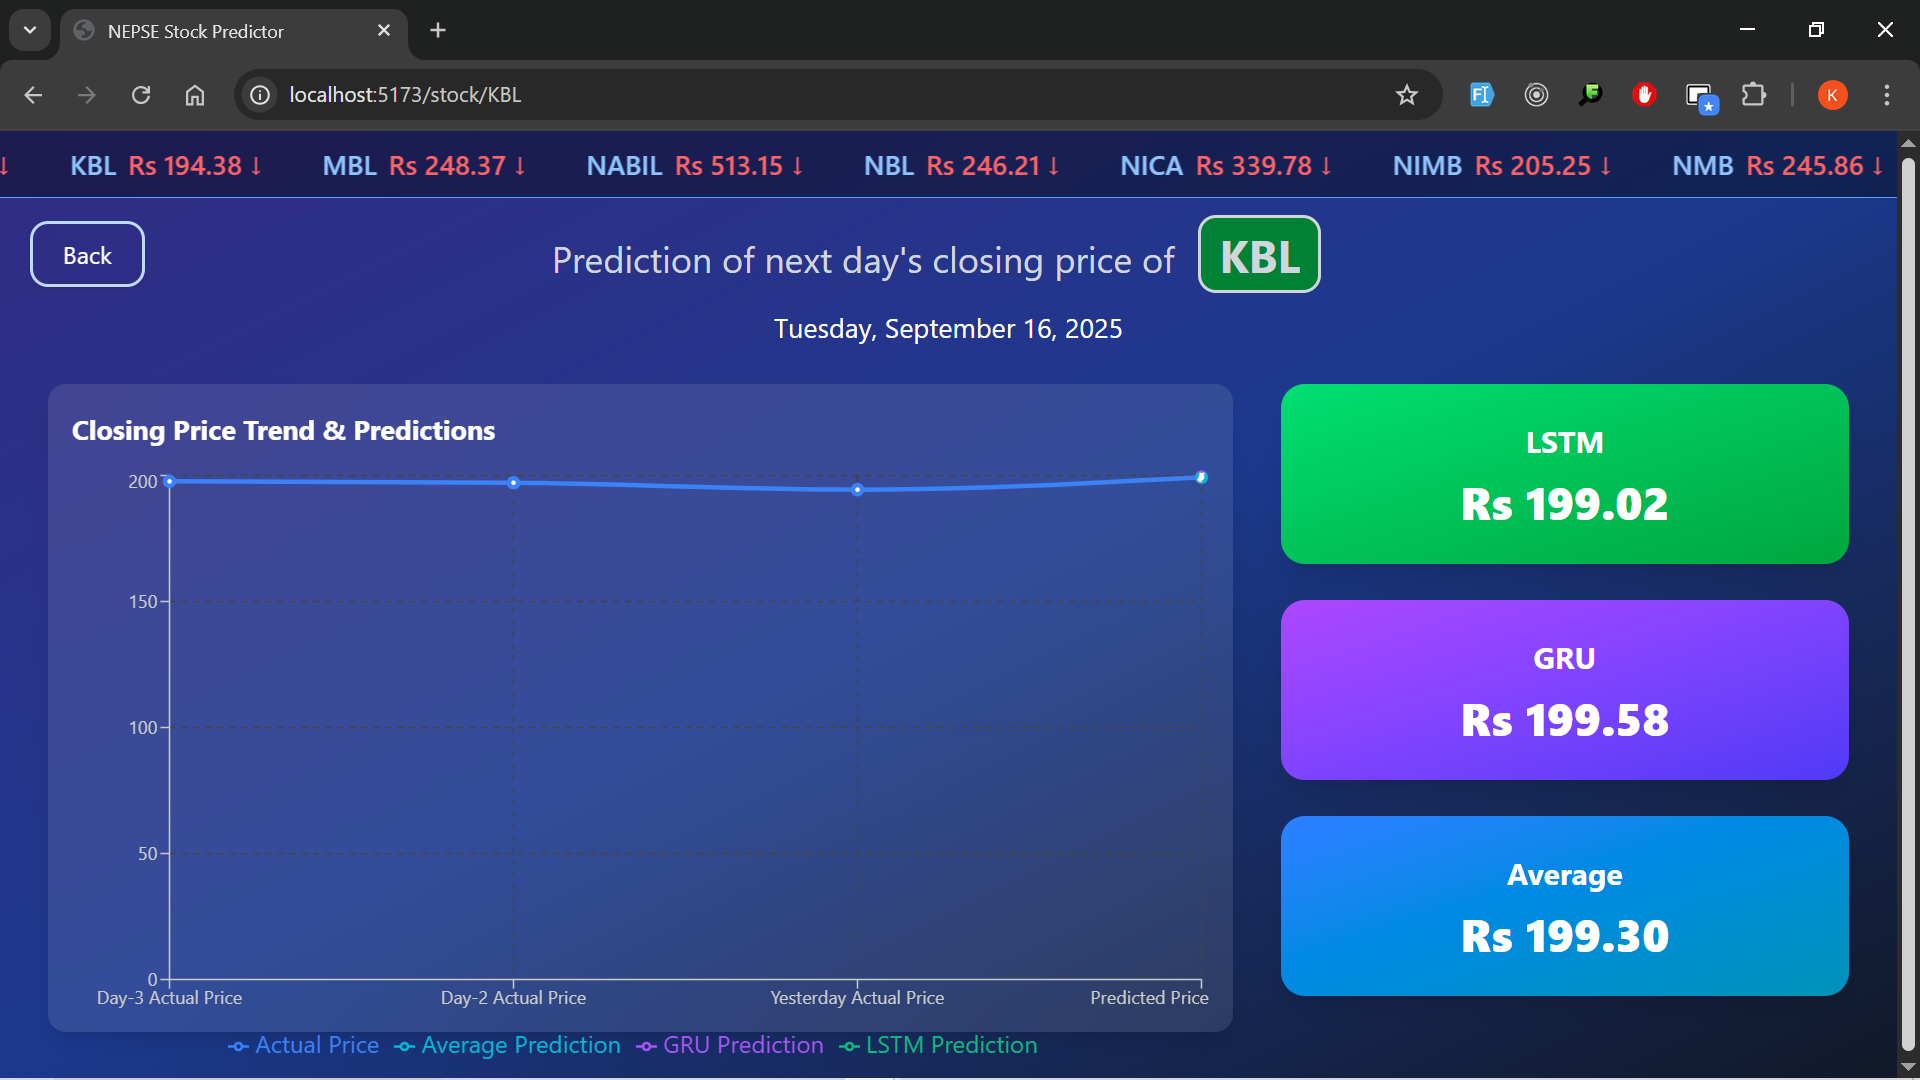 NEPSE Stock Predictor
localhost:5173/stock/KBL
K
↓ KBL Rs 194.38 ↓ MBL Rs 248.37 ↓ NABIL Rs 513.15 ↓ NBL Rs 246.21 ↓ NICA Rs 339.78 ↓ NIMB Rs 205.25 ↓ NMB Rs 245.86 ↓
Back
Prediction of next day's closing price of KBL
Tuesday, September 16, 2025
Closing Price Trend & Predictions
200
150
100
50
0
Day-3 Actual Price Day-2 Actual Price Yesterday Actual Price Predicted Price
Actual Price Average Prediction GRU Prediction LSTM Prediction
LSTM
Rs 199.02
GRU
Rs 199.58
Average
Rs 199.30